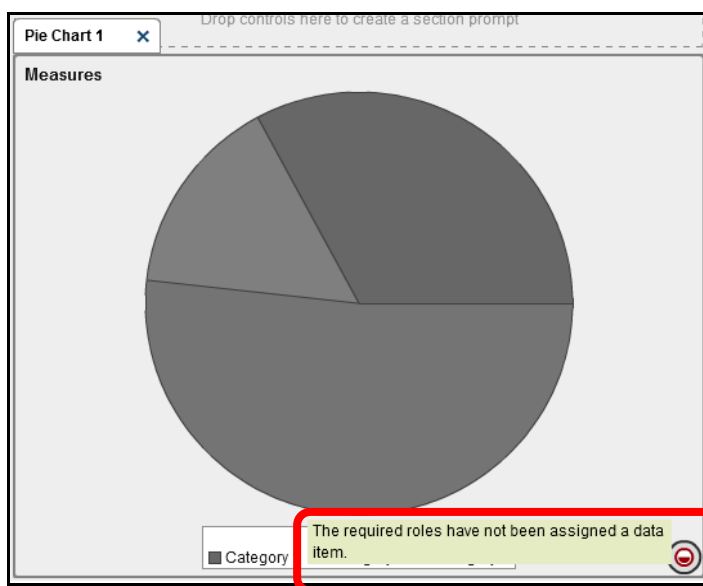 Drop controls here to create a section prompt
Pie Chart 1
Measures
The required roles have not been assigned a data
item.
Category